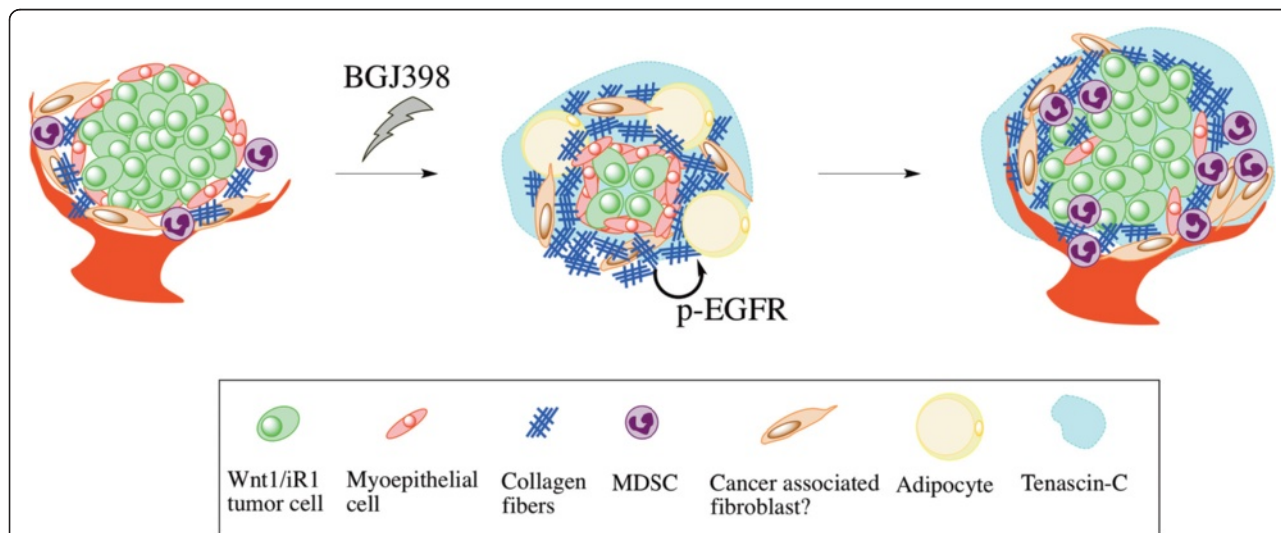 BGJ398
p-EGFR
Wnt1/iR1
tumor cell
Myoepithelial
cell
Collagen
fibers
MDSC
Cancer associated
fibroblast?
Adipocyte
Tenascin-C